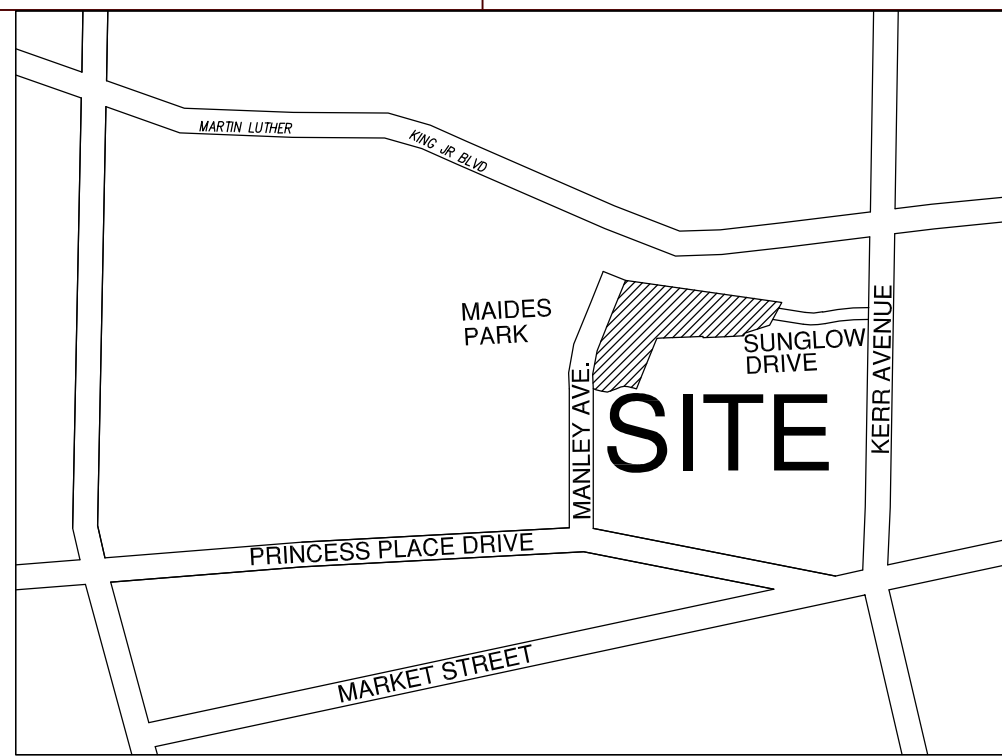 MARTIN LUTHER
KING JR BLVD
MAIDES
PARK
SUNGLOW
DRIVE
KERR AVENUE
MANLEY AVE.
SITE
PRINCESS PLACE DRIVE
MARKET STREET